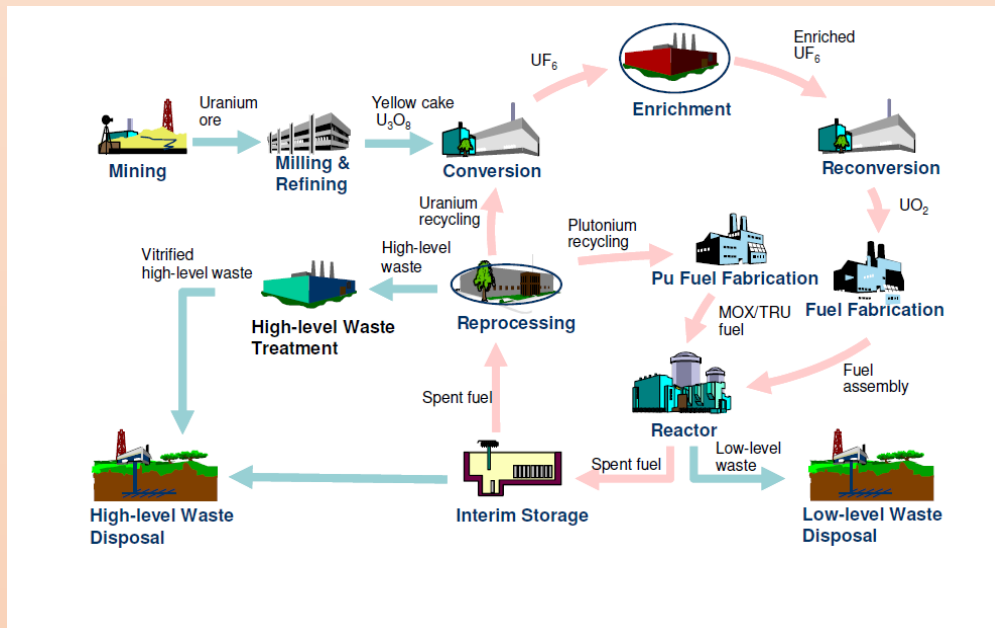 Uranium
ore
Yellow cake
U₃O₈
UF₆
Enriched
UF₆
Enrichment
Mining
Milling &
Refining
Conversion
Reconversion
Uranium
recycling
Plutonium
recycling
UO₂
Vitrified
high-level waste
High-level
waste
Pu Fuel Fabrication
Fuel Fabrication
High-level Waste
Treatment
Reprocessing
MOX/TRU
fuel
Fuel
assembly
Spent fuel
Reactor
Spent fuel
Low-level
waste
High-level Waste
Disposal
Interim Storage
Low-level Waste
Disposal